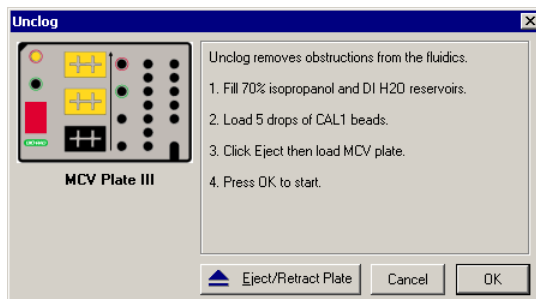 Unclog
Unclog removes obstructions from the fluidics.
1. Fill 70% isopropanol and DI H2O reservoirs.
2. Load 5 drops of CAL1 beads.
3. Click Eject then load MCV plate.
4. Press OK to start.
MCV Plate III
Eject/Retract Plate
Cancel
OK